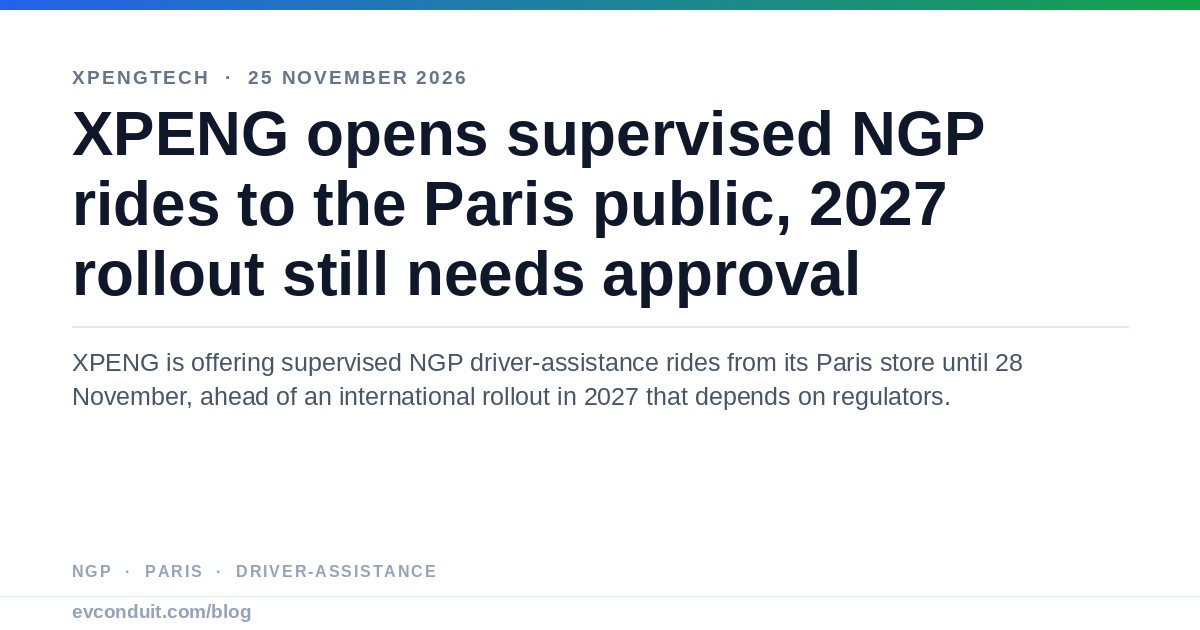 XPENGTECH · 25 NOVEMBER 2026
XPENG opens supervised NGP
rides to the Paris public, 2027
rollout still needs approval
XPENG is offering supervised NGP driver-assistance rides from its Paris store until 28
November, ahead of an international rollout in 2027 that depends on regulators.
NGP · PARIS · DRIVER-ASSISTANCE
evconduit.com/blog